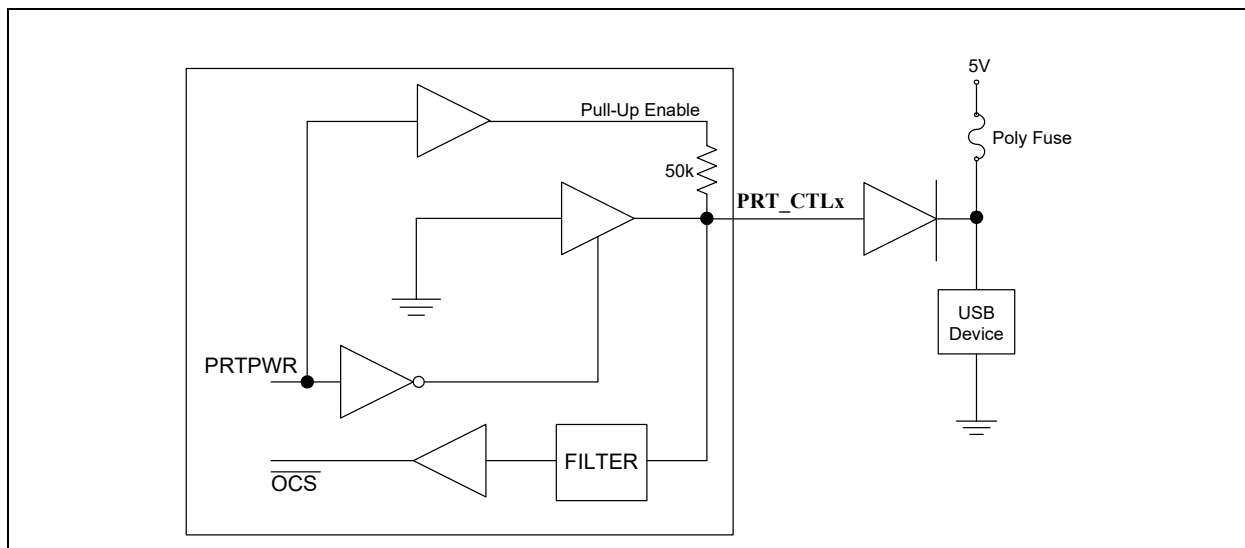 5V
Pull-Up Enable
Poly Fuse
50k
PRT_CTLx
USB
Device
PRTPWR
FILTER
OCS